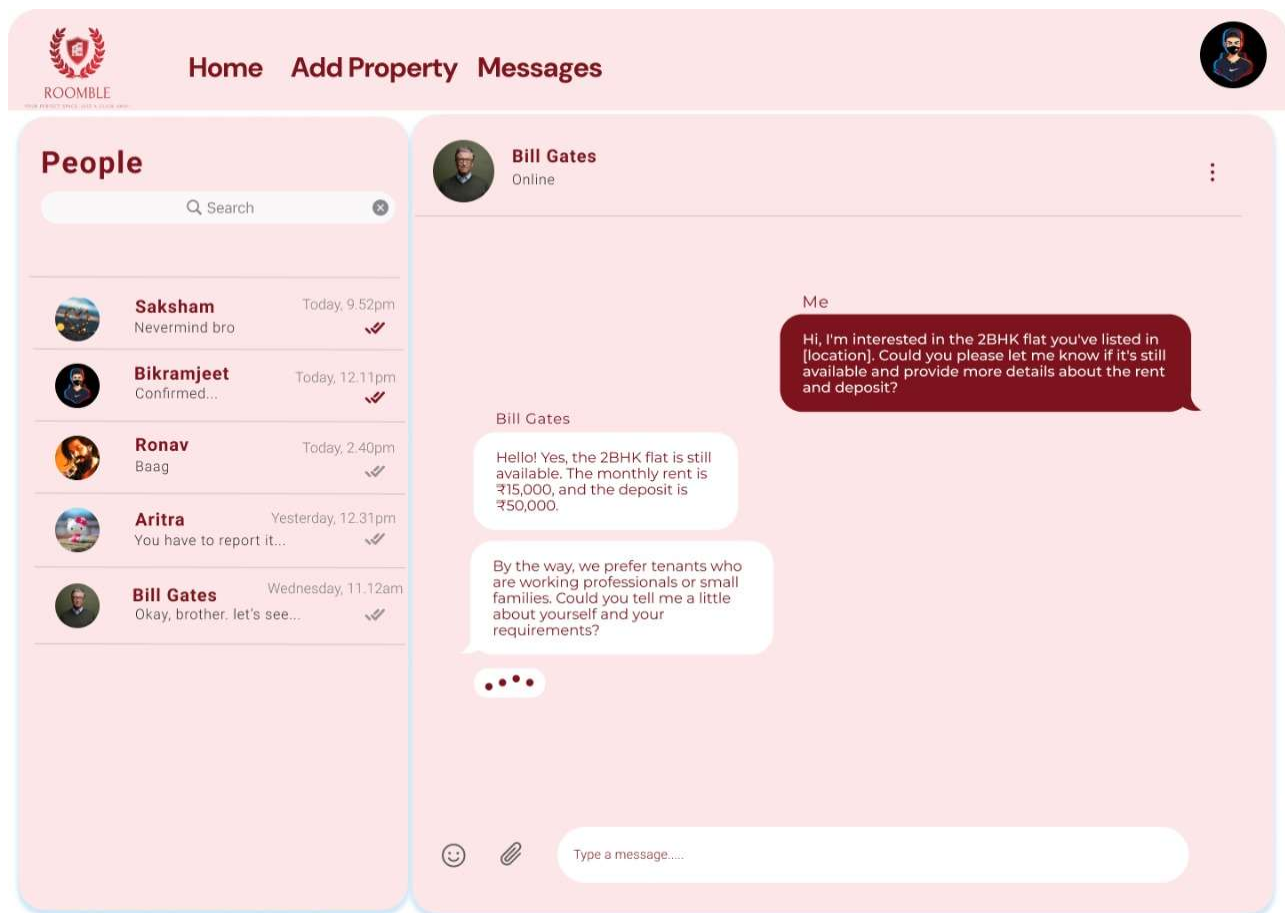 ROOMBLE
YOUR PERFECT SPACE, JUST A CLICK AWAY
Home Add Property Messages
People
Search
Saksham Today, 9.52pm
Nevermind bro
Bikramjeet Today, 12.11pm
Confirmed...
Ronav Today, 2.40pm
Baag
Aritra Yesterday, 12.31pm
You have to report it...
Bill Gates Wednesday, 11.12am
Okay, brother. let's see...
Bill Gates
Online
Me
Hi, I'm interested in the 2BHK flat you've listed in
[location]. Could you please let me know if it's still
available and provide more details about the rent
and deposit?
Bill Gates
Hello! Yes, the 2BHK flat is still
available. The monthly rent is
₹15,000, and the deposit is
₹50,000.
By the way, we prefer tenants who
are working professionals or small
families. Could you tell me a little
about yourself and your
requirements?
Type a message.....